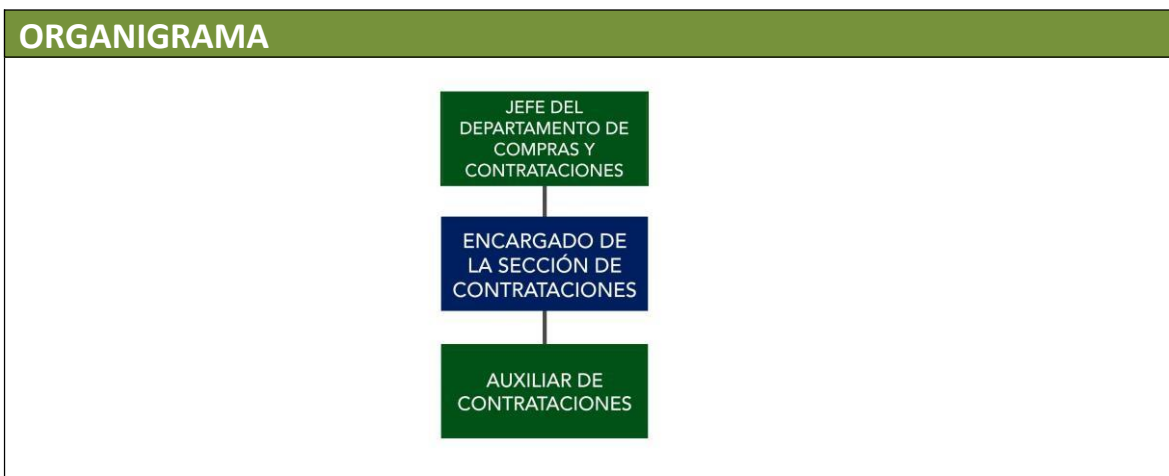 ORGANIGRAMA
JEFE DEL
DEPARTAMENTO DE
COMPRAS Y
CONTRATACIONES
ENCARGADO DE
LA SECCIÓN DE
CONTRATACIONES
AUXILIAR DE
CONTRATACIONES